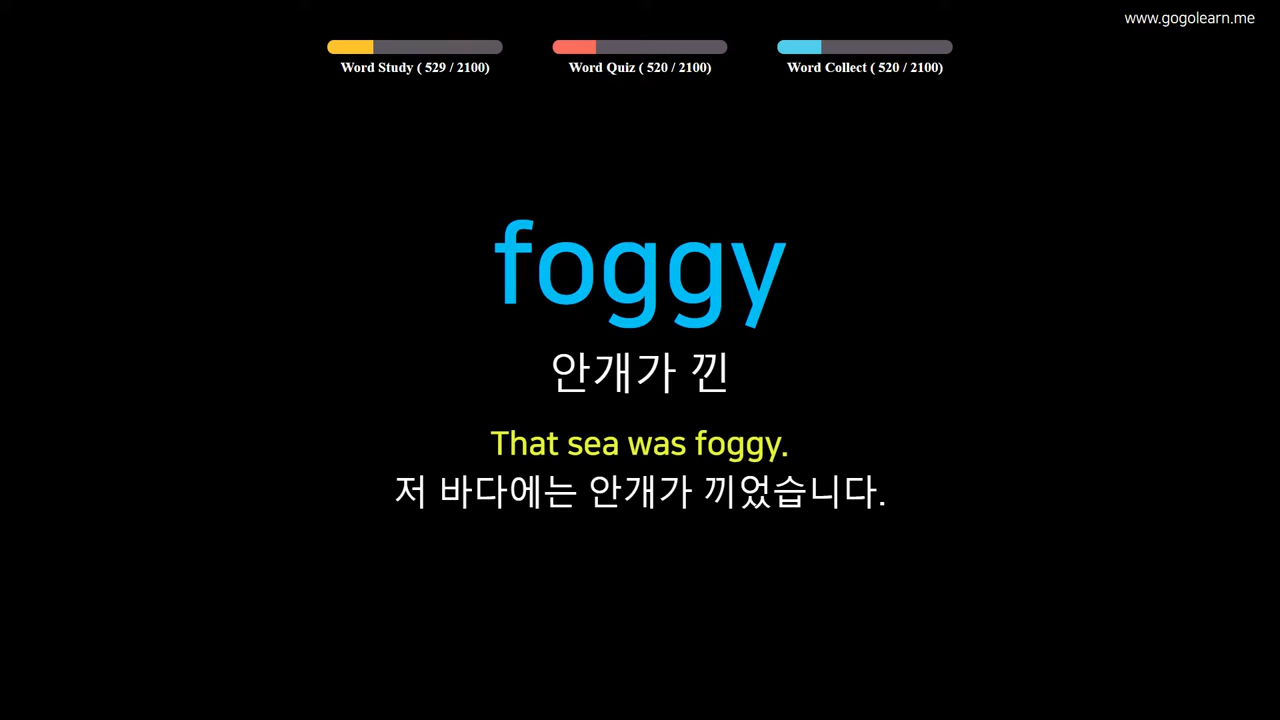 www.gogolearn.me
Word Study ( 529 / 2100)
Word Quiz ( 520 / 2100)
Word Collect ( 520 / 2100)
foggy
안개가 낀
That sea was foggy.
저 바다에는 안개가 끼었습니다.